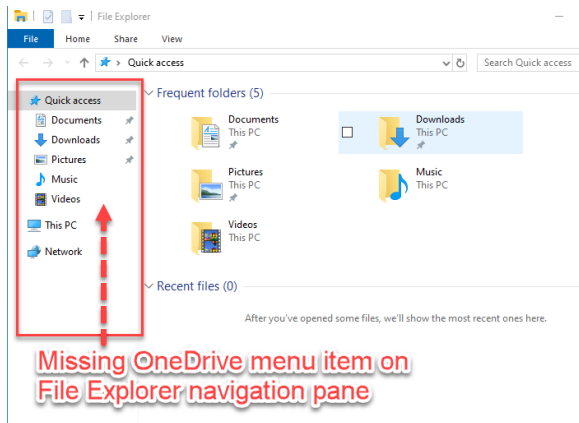 File Explorer
File Home Share View
Quick access
Search Quick access
Quick access
Documents
Downloads
Pictures
Music
Videos
This PC
Network
Frequent folders (5)
Documents
This PC
Downloads
This PC
Pictures
This PC
Music
This PC
Videos
This PC
Recent files (0)
After you've opened some files, we'll show the most recent ones here.
Missing OneDrive menu item on
File Explorer navigation pane